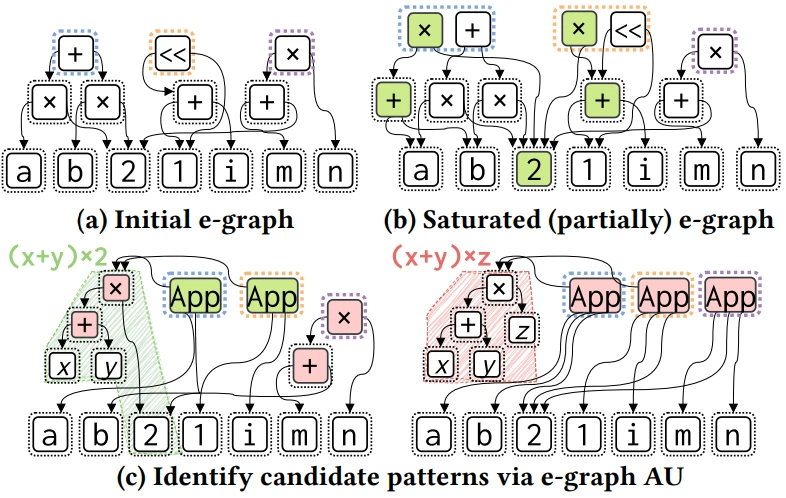 + << ×
× × + +
a b 2 1 i m n
(a) Initial e-graph
× + × <<
×
+ × × + +
a b 2 1 i m n
(b) Saturated (partially) e-graph
(x+y)×2
× App App
+ ×
x y +
a b 2 1 i m n
(x+y)×z
× App App App
+ z
x y
a b 2 1 i m n
(c) Identify candidate patterns via e-graph AU